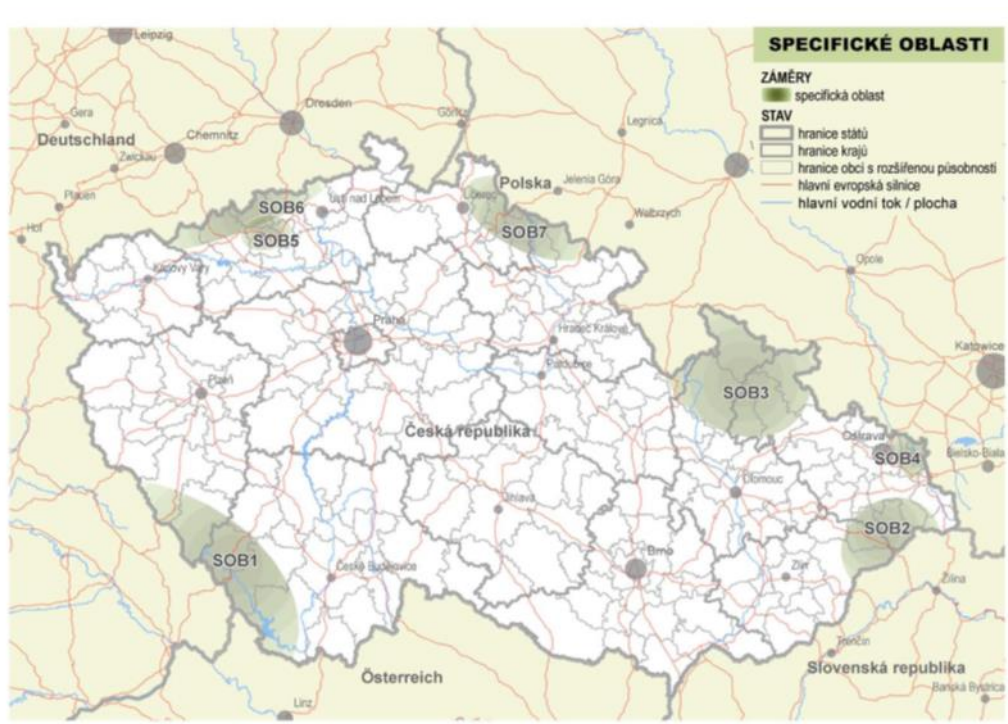 Leipzig
SPECIFICKÉ OBLASTI
ZÁMĚRY
specifická oblast
STAV
hranice států
hranice krajů
hranice obcí s rozšířenou působností
hlavní evropská silnice
hlavní vodní tok / plocha
Gera
Dresden
Görlitz
Legnica
Deutschland
Chemnitz
Zwickau
Plauen
Hof
Polska
Jelenia Góra
Liberec
Ústí nad Labem
SOB6
SOB5
SOB7
Walbrzych
Karlovy Vary
Opole
Praha
Hradec Králové
Pardubice
Katowice
Plzeň
SOB3
Česká republika
Ostrava
SOB4
Bielsko-Biala
Olomouc
Jihlava
SOB2
SOB1
České Budějovice
Brno
Zlín
Žilina
Trenčín
Slovenská republika
Österreich
Banská Bystrica
Linz